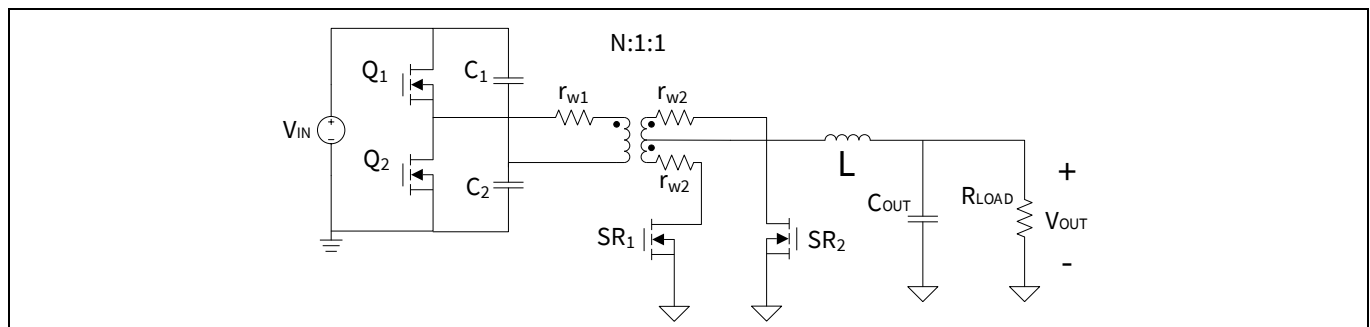 N:1:1
Q1
C1
rw1
rw2
VIN
Q2
C2
rw2
L
COUT
RLOAD
+
VOUT
-
SR1
SR2